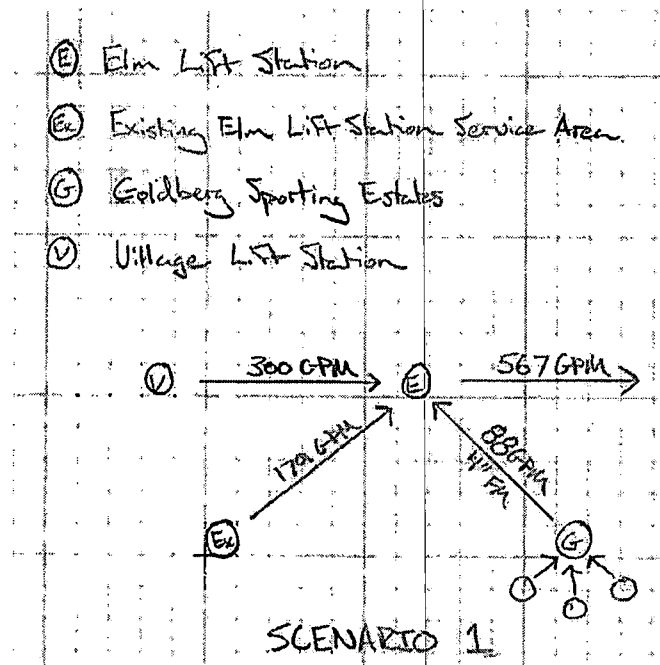 E Elm Lift Station
Ex Existing Elm Lift Station Service Area
G Goldberg Sporting Estates
V Village Lift Station
V 300 GPM E 567 GPM
179 GPM
88 GPM
4" FM
Ex
G
SCENARIO 1